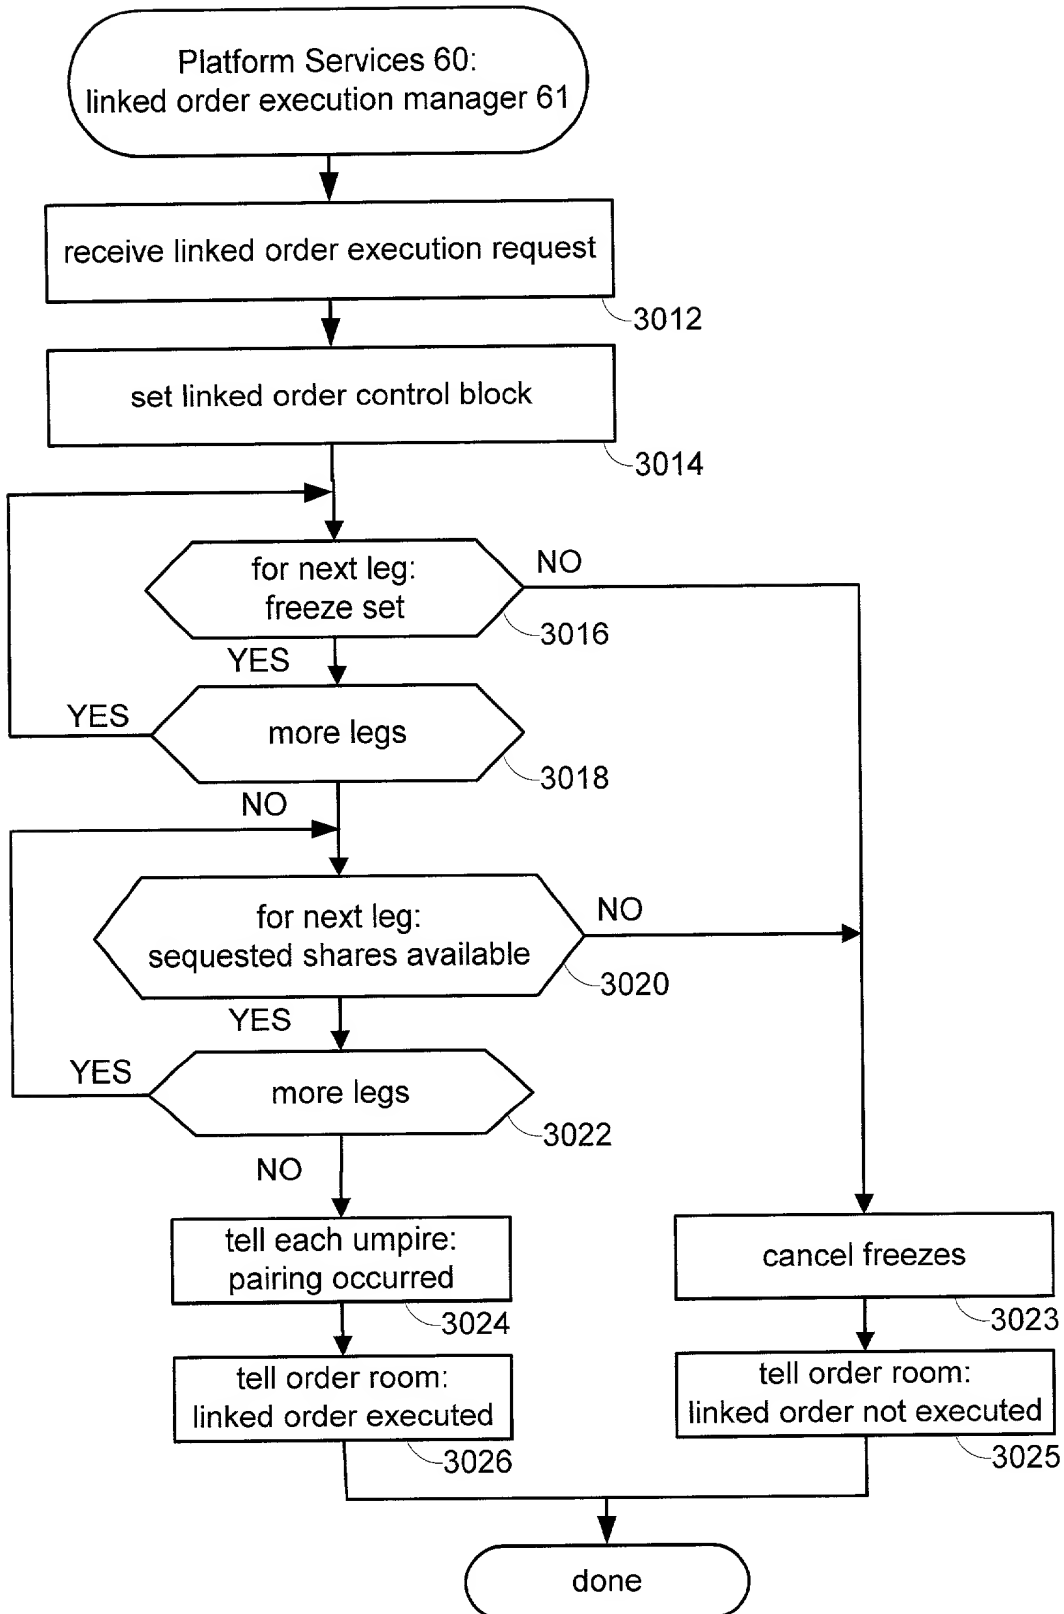 Platform Services 60:
linked order execution manager 61
receive linked order execution request
3012
set linked order control block
3014
for next leg:
freeze set
NO
3016
YES
more legs
YES
3018
NO
for next leg:
sequested shares available
NO
3020
YES
more legs
YES
3022
NO
tell each umpire:
pairing occurred
3024
cancel freezes
3023
tell order room:
linked order executed
3026
tell order room:
linked order not executed
3025
done